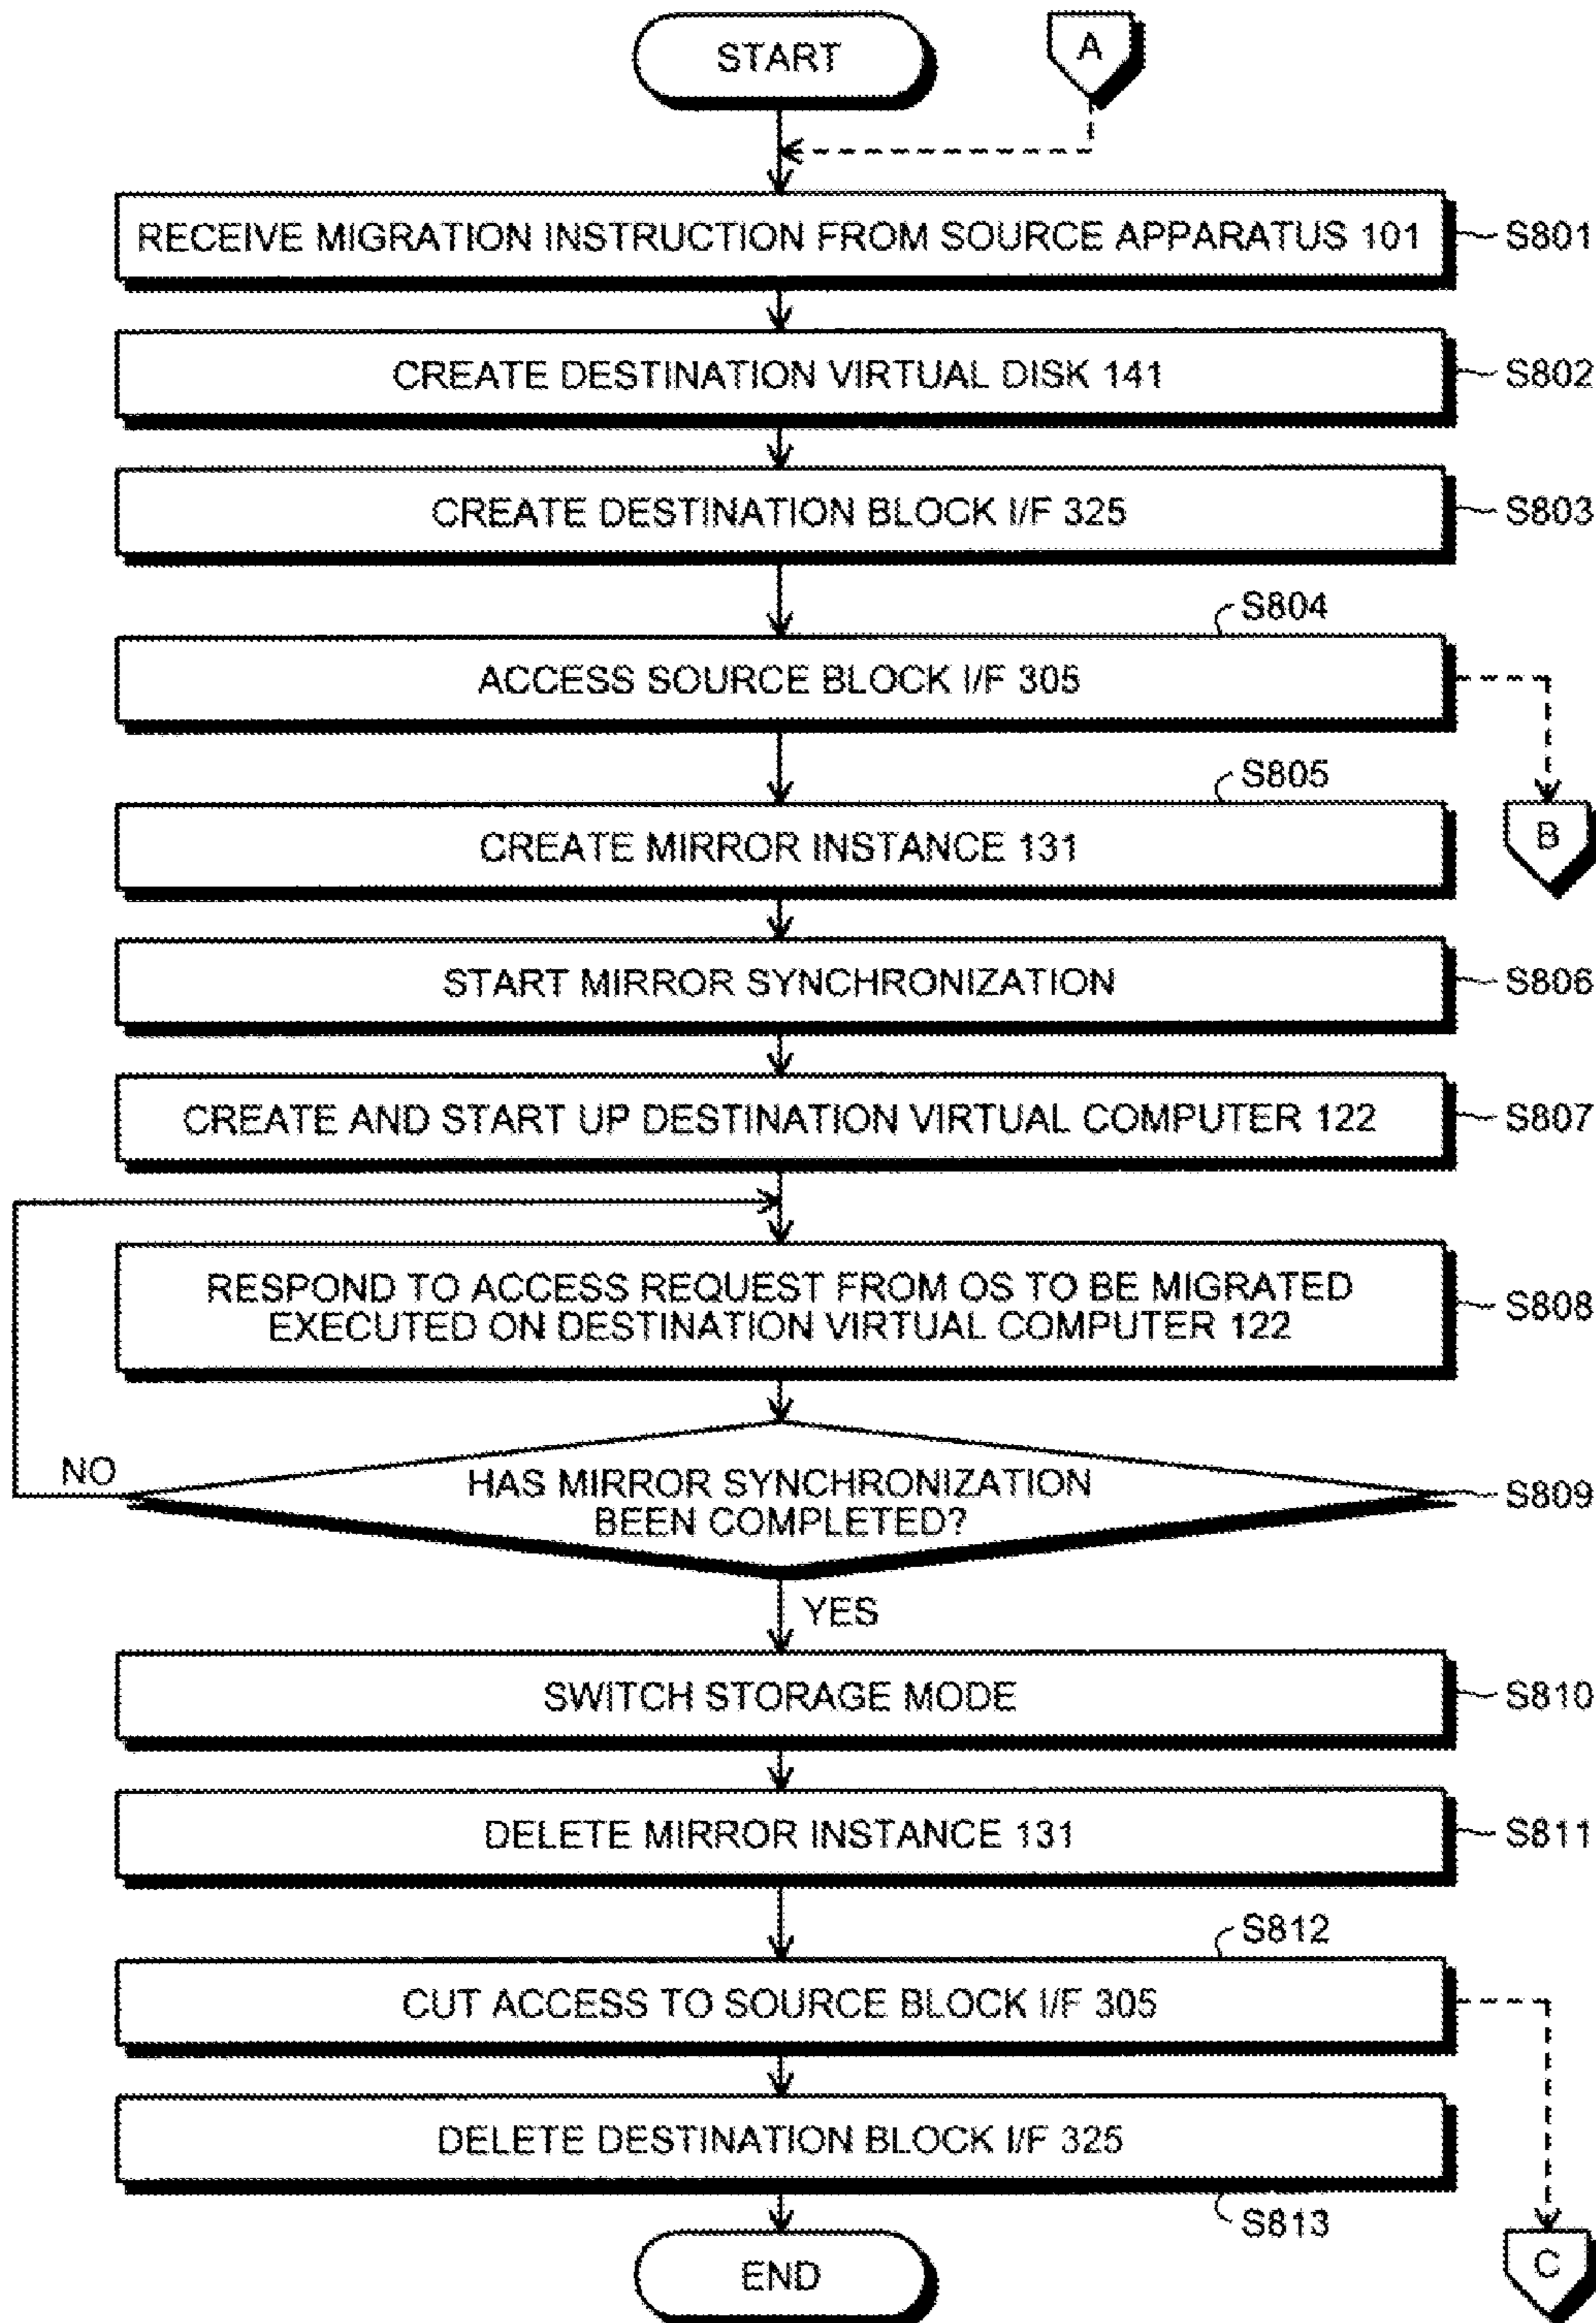 START
A
RECEIVE MIGRATION INSTRUCTION FROM SOURCE APPARATUS 101
S801
CREATE DESTINATION VIRTUAL DISK 141
S802
CREATE DESTINATION BLOCK I/F 325
S803
S804
ACCESS SOURCE BLOCK I/F 305
S805
CREATE MIRROR INSTANCE 131
B
START MIRROR SYNCHRONIZATION
S806
CREATE AND START UP DESTINATION VIRTUAL COMPUTER 122
S807
RESPOND TO ACCESS REQUEST FROM OS TO BE MIGRATED
EXECUTED ON DESTINATION VIRTUAL COMPUTER 122
S808
NO
HAS MIRROR SYNCHRONIZATION
BEEN COMPLETED?
S809
YES
SWITCH STORAGE MODE
S810
DELETE MIRROR INSTANCE 131
S811
S812
CUT ACCESS TO SOURCE BLOCK I/F 305
DELETE DESTINATION BLOCK I/F 325
S813
END
C